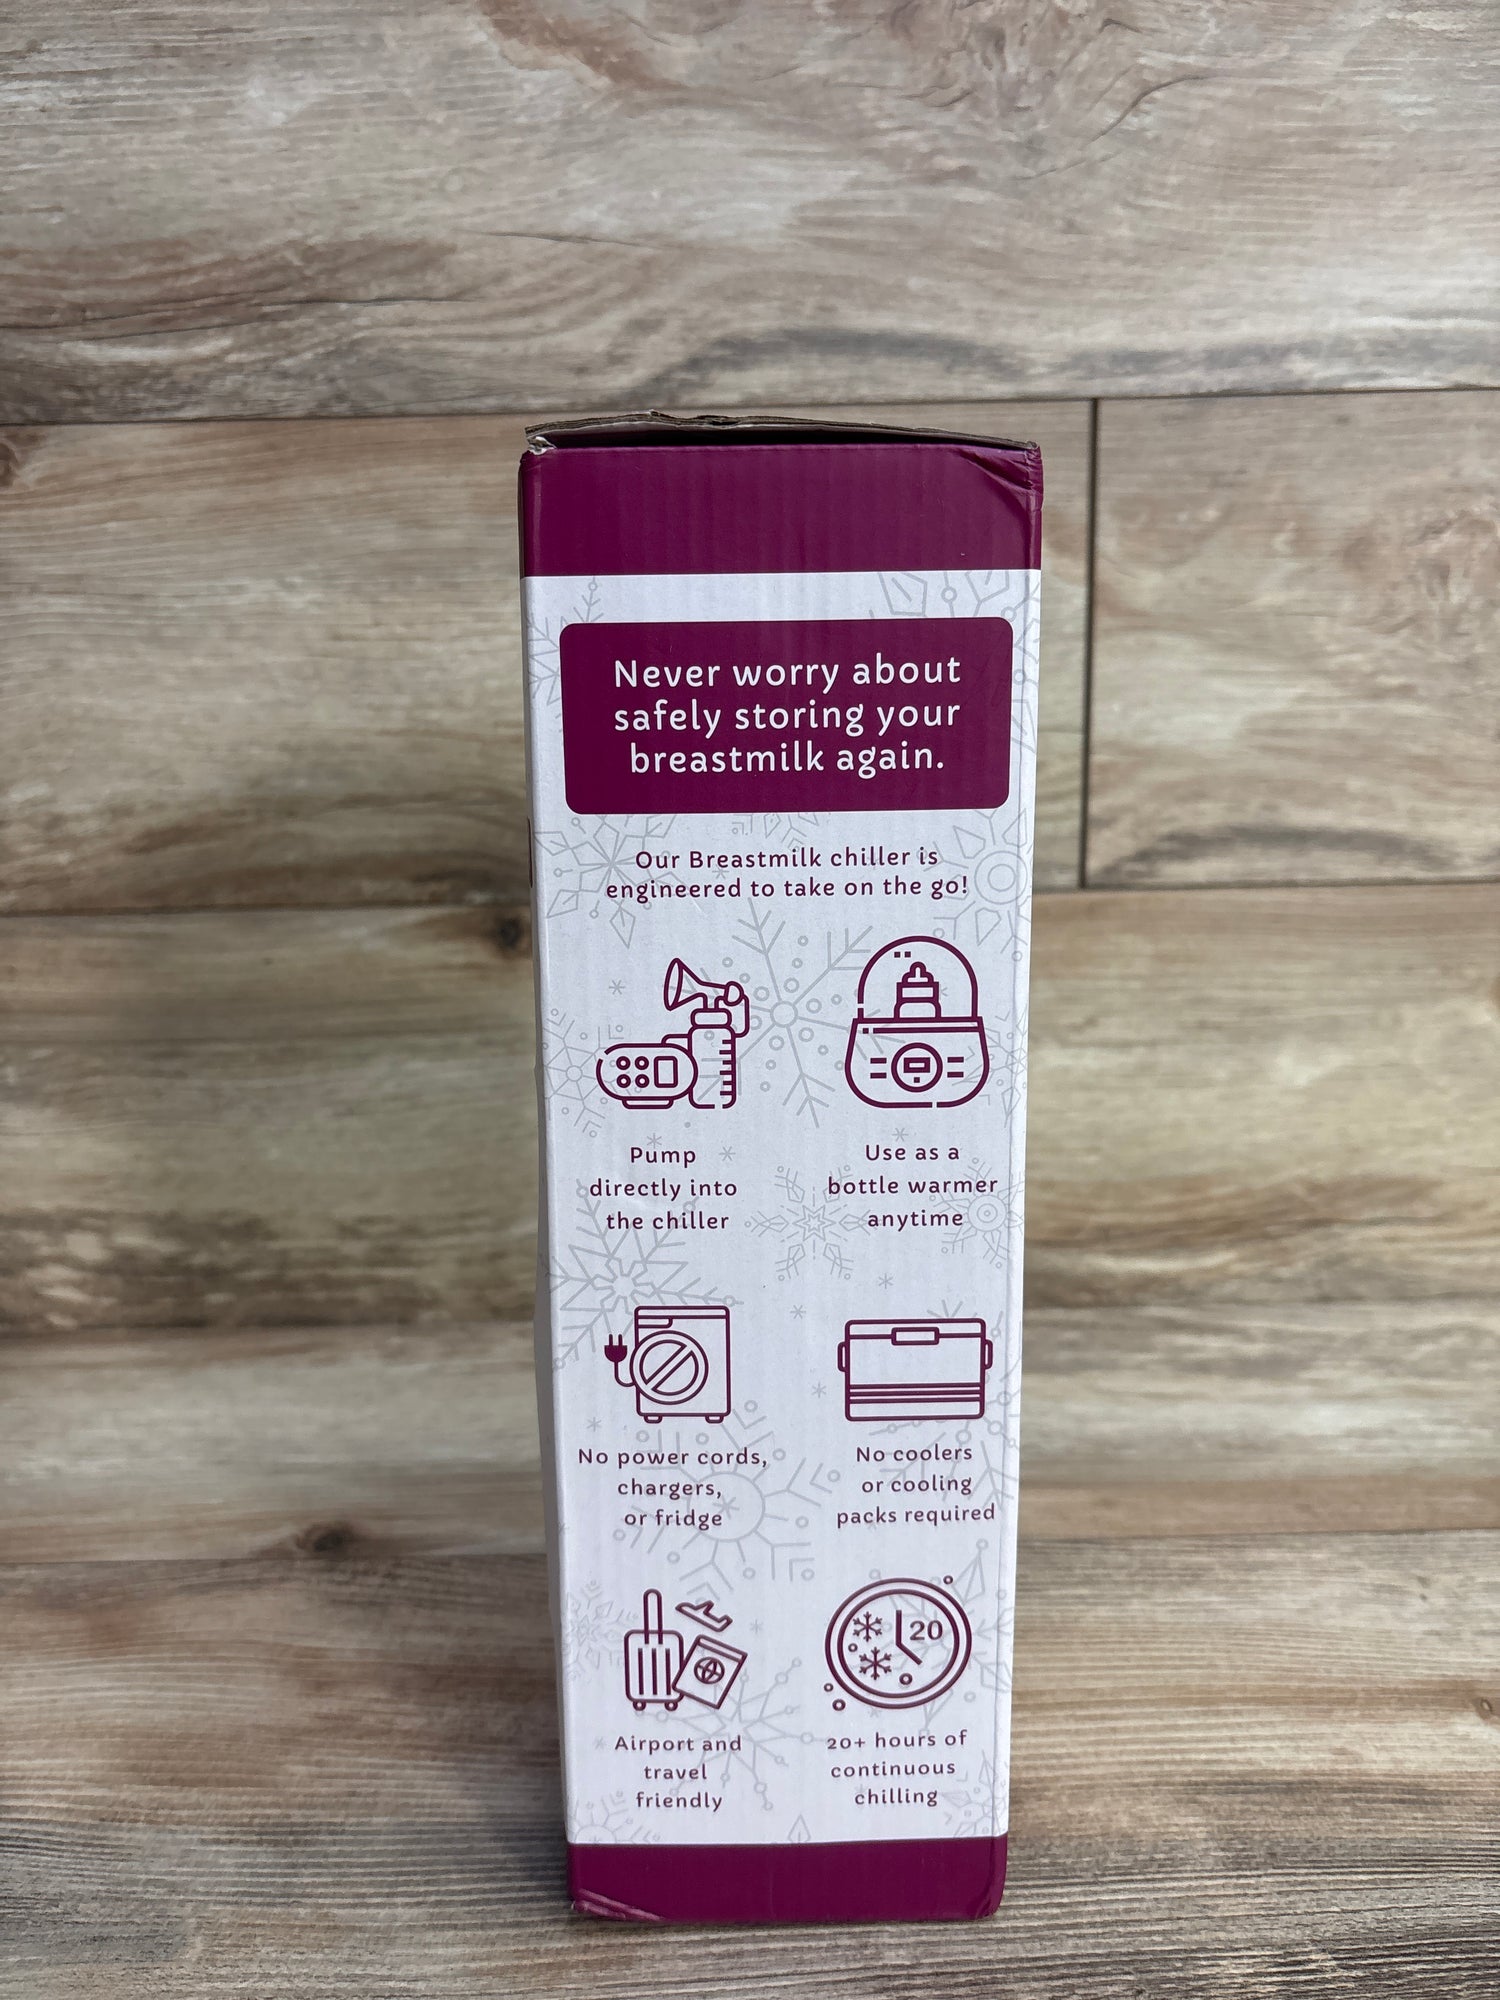 Never worry about
safely storing your
breastmilk again.
Our Breastmilk chiller is
engineered to take on the go!
Pump
directly into
the chiller
Use as a
bottle warmer
anytime
No power cords,
chargers,
or fridge
No coolers
or cooling
packs required
20
Airport and
travel
friendly
20+ hours of
continuous
chilling